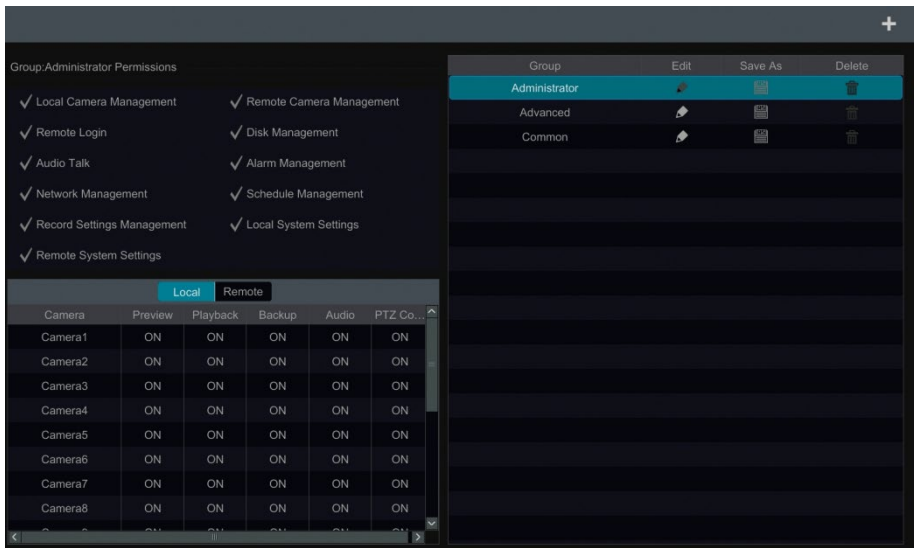 +
Group:Administrator Permissions
Local Camera Management Remote Camera Management
Remote Login Disk Management
Audio Talk Alarm Management
Network Management Schedule Management
Record Settings Management Local System Settings
Remote System Settings
Local Remote
Camera Preview Playback Backup Audio PTZ Co...
Camera1 ON ON ON ON ON
Camera2 ON ON ON ON ON
Camera3 ON ON ON ON ON
Camera4 ON ON ON ON ON
Camera5 ON ON ON ON ON
Camera6 ON ON ON ON ON
Camera7 ON ON ON ON ON
Camera8 ON ON ON ON ON
Group Edit Save As Delete
Administrator
Advanced
Common